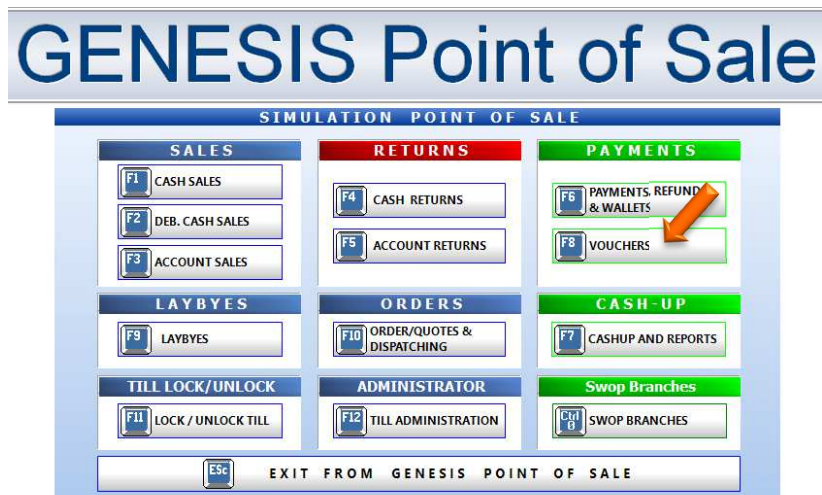 GENESIS Point of Sale
SIMULATION POINT OF SALE
SALES
F1 CASH SALES
F2 DEB. CASH SALES
F3 ACCOUNT SALES
RETURNS
F4 CASH RETURNS
F5 ACCOUNT RETURNS
PAYMENTS
F6 PAYMENTS, REFUND
& WALLETS
F8 VOUCHERS
LAYBYES
F9 LAYBYES
ORDERS
F10 ORDER/QUOTES &
DISPATCHING
CASH-UP
F7 CASHUP AND REPORTS
TILL LOCK/UNLOCK
F11 LOCK / UNLOCK TILL
ADMINISTRATOR
F12 TILL ADMINISTRATION
Swop Branches
Ctrl
0
SWOP BRANCHES
ESc EXIT FROM GENESIS POINT OF SALE